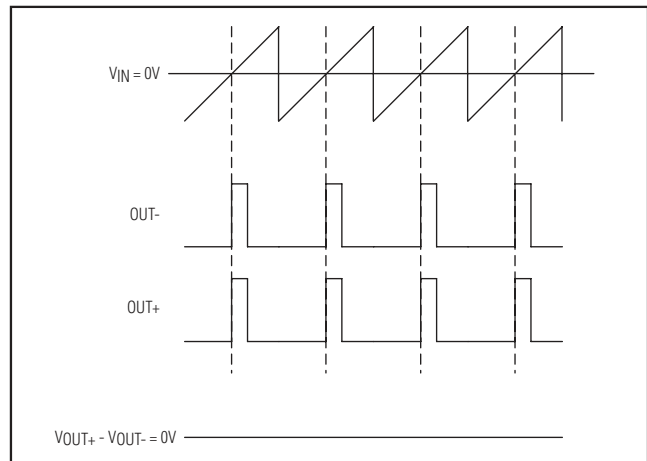 VIN = 0V
OUT-
OUT+
VOUT+ - VOUT- = 0V